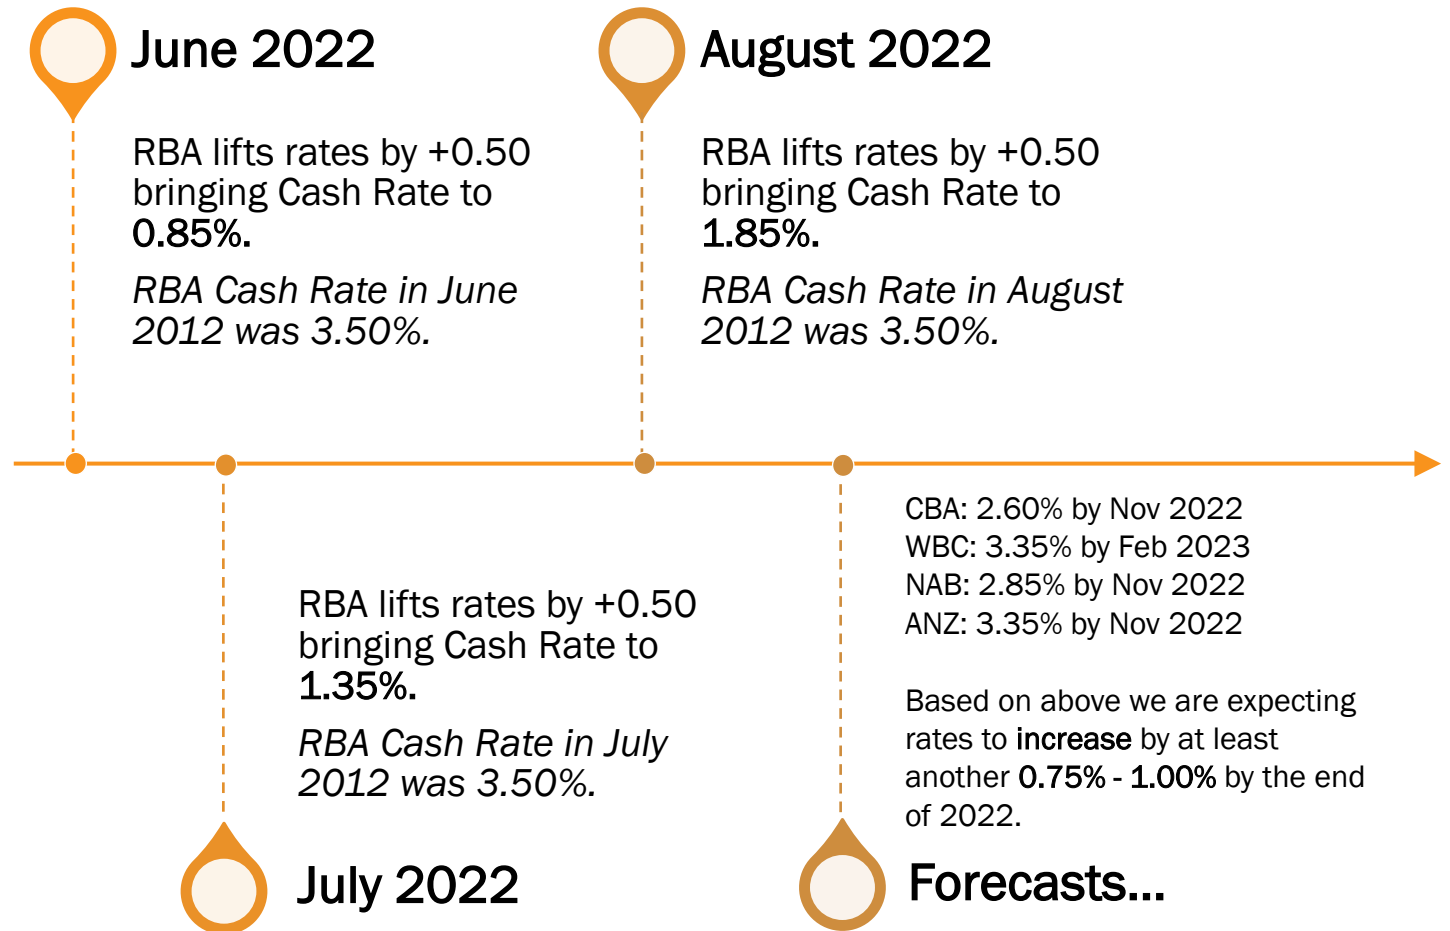 June 2022
RBA lifts rates by +0.50
bringing Cash Rate to
0.85%.
RBA Cash Rate in June
2012 was 3.50%.
August 2022
RBA lifts rates by +0.50
bringing Cash Rate to
1.85%.
RBA Cash Rate in August
2012 was 3.50%.
RBA lifts rates by +0.50
bringing Cash Rate to
1.35%.
RBA Cash Rate in July
2012 was 3.50%.
July 2022
CBA: 2.60% by Nov 2022
WBC: 3.35% by Feb 2023
NAB: 2.85% by Nov 2022
ANZ: 3.35% by Nov 2022
Based on above we are expecting
rates to increase by at least
another 0.75% - 1.00% by the end
of 2022.
Forecasts...